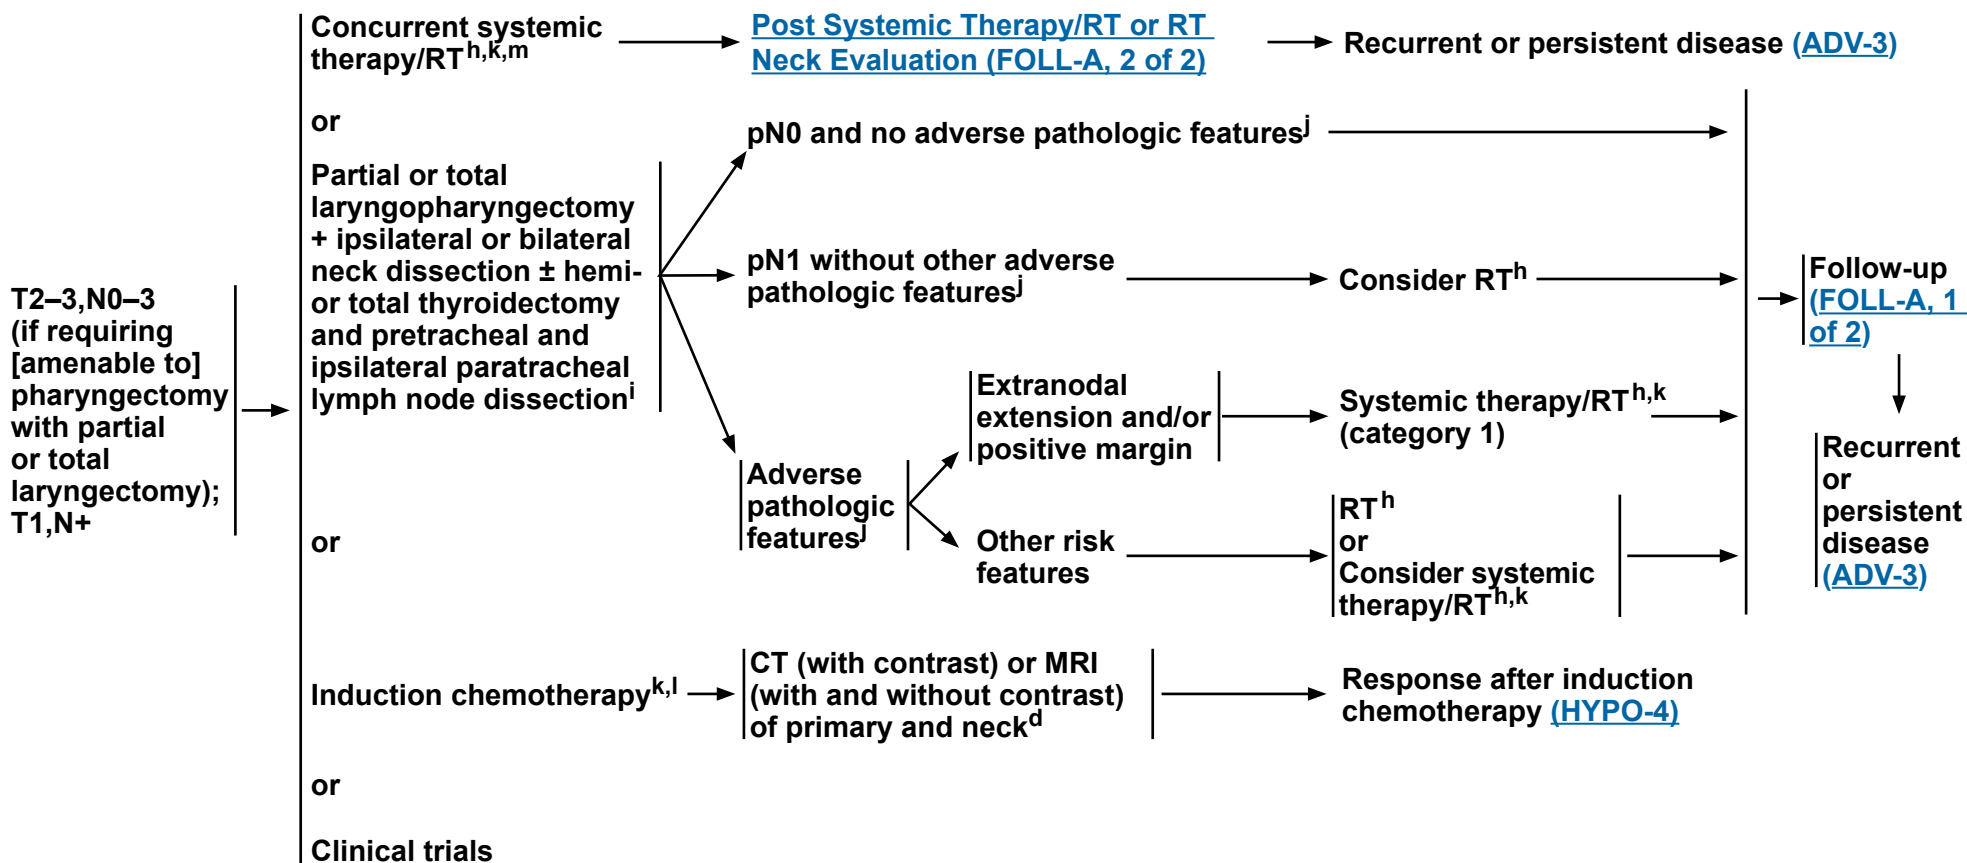 T2–3,N0–3
(if requiring
[amenable to]
pharyngectomy
with partial
or total
laryngectomy);
T1,N+
Concurrent systemic
therapy/RTh,k,m
or
Partial or total
laryngopharyngectomy
+ ipsilateral or bilateral
neck dissection ± hemi-
or total thyroidectomy
and pretracheal and
ipsilateral paratracheal
lymph node dissectioni
or
Induction chemotherapyk,l
or
Clinical trials
Post Systemic Therapy/RT or RT
Neck Evaluation (FOLL-A, 2 of 2)
Recurrent or persistent disease (ADV-3)
pN0 and no adverse pathologic featuresj
pN1 without other adverse
pathologic featuresj
Consider RTh
Adverse
pathologic
featuresj
Extranodal
extension and/or
positive margin
Systemic therapy/RTh,k
(category 1)
Other risk
features
RTh
or
Consider systemic
therapy/RTh,k
CT (with contrast) or MRI
(with and without contrast)
of primary and neckd
Response after induction
chemotherapy (HYPO-4)
Follow-up
(FOLL-A, 1
of 2)
Recurrent
or
persistent
disease
(ADV-3)